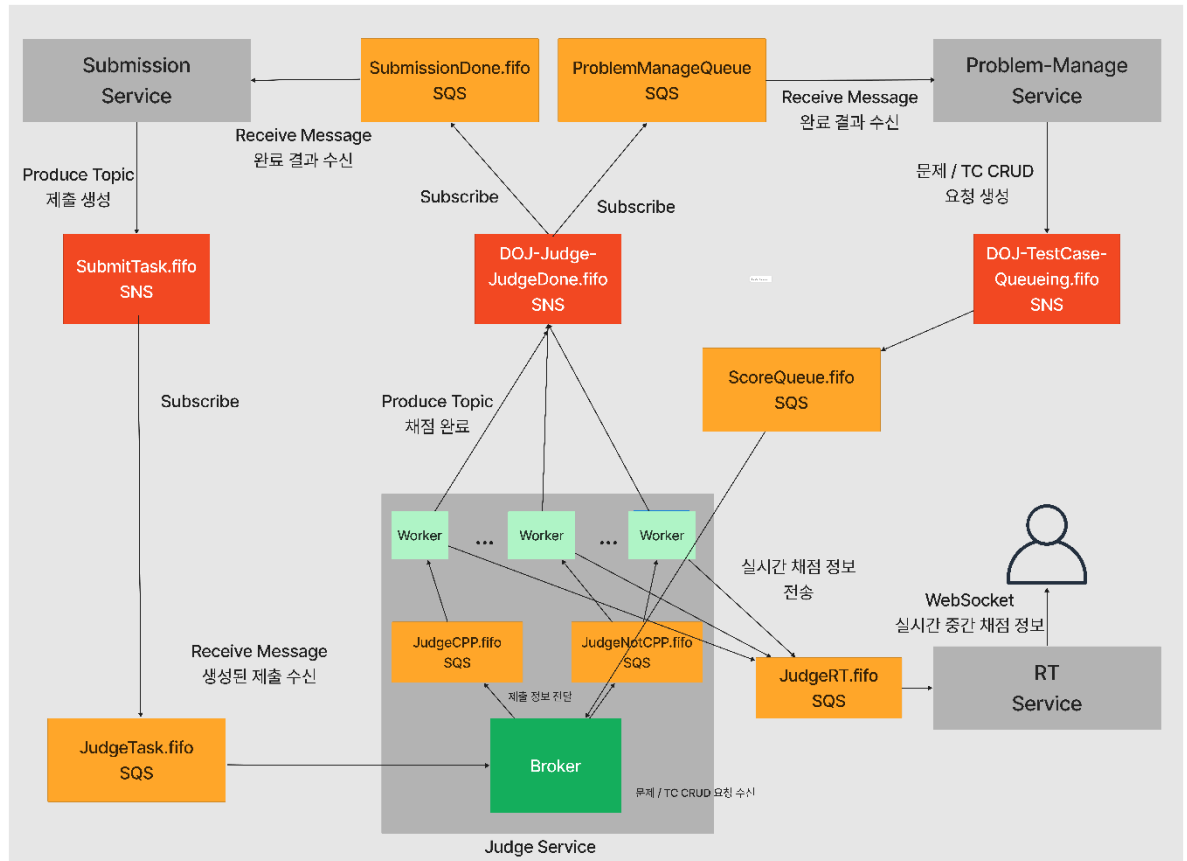 Submission
Service
SubmissionDone.fifo
SQS
ProblemManageQueue
SQS
Problem-Manage
Service
Receive Message
완료 결과 수신
Receive Message
완료 결과 수신
Produce Topic
제출 생성
Subscribe
Subscribe
문제 / TC CRUD
요청 생성
SubmitTask.fifo
SNS
DOJ-Judge-
JudgeDone.fifo
SNS
DOJ-TestCase-
Queueing.fifo
SNS
Subscribe
Produce Topic
채점 완료
ScoreQueue.fifo
SQS
Worker
...
Worker
...
Worker
실시간 채점 정보
전송
WebSocket
실시간 중간 채점 정보
JudgeCPP.fifo
SQS
JudgeNotCPP.fifo
SQS
Receive Message
생성된 제출 수신
제출 정보 전달
JudgeRT.fifo
SQS
RT
Service
JudgeTask.fifo
SQS
Broker
문제 / TC CRUD 요청 수신
Judge Service